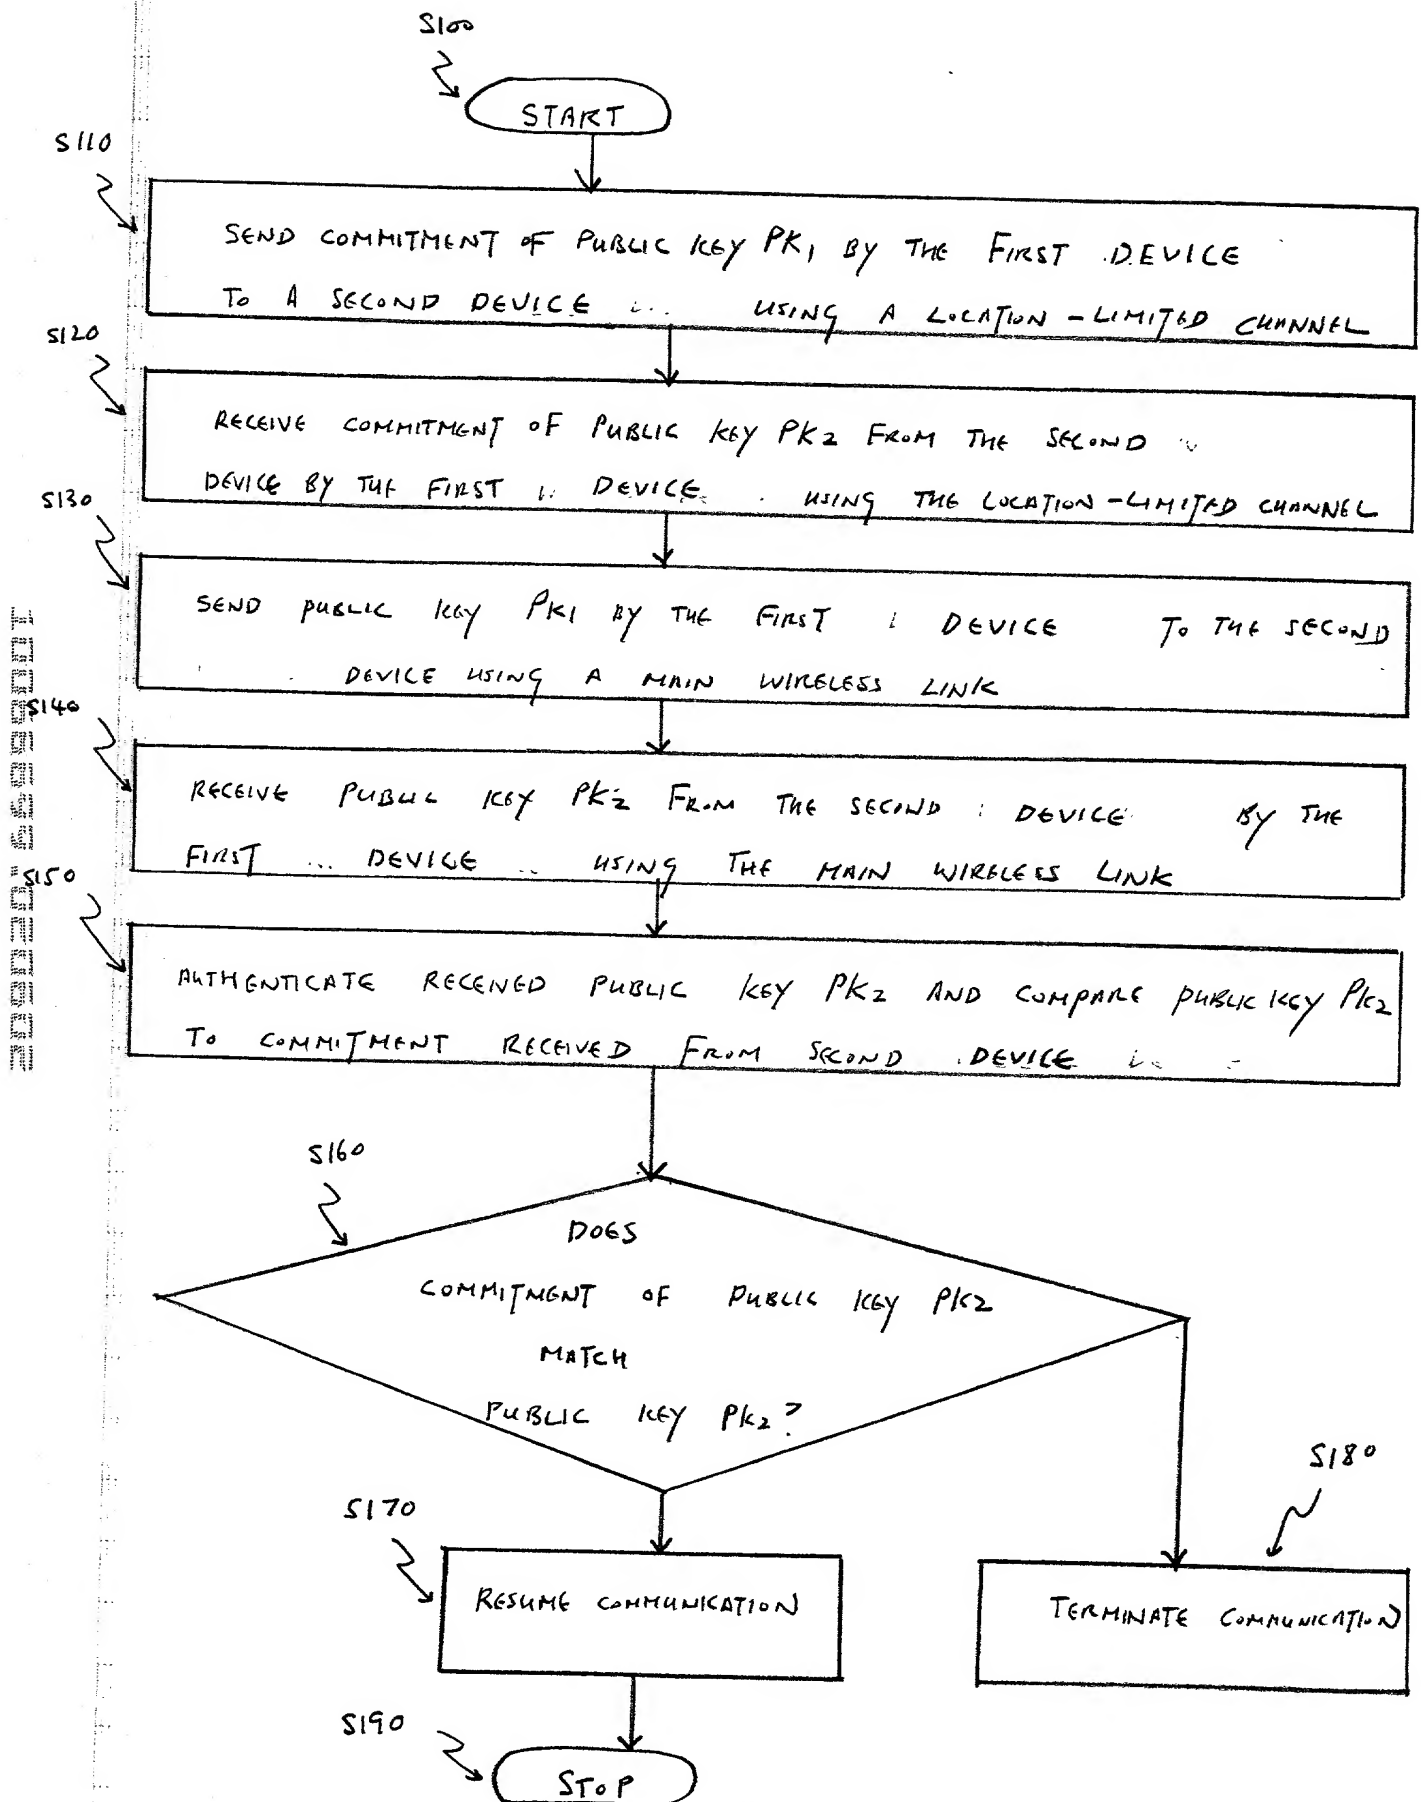 S100
START
S110
SEND COMMITMENT OF PUBLIC KEY PK1 BY THE FIRST DEVICE
TO A SECOND DEVICE USING A LOCATION-LIMITED CHANNEL
S120
RECEIVE COMMITMENT OF PUBLIC KEY PK2 FROM THE SECOND
DEVICE BY THE FIRST DEVICE USING THE LOCATION-LIMITED CHANNEL
S130
SEND PUBLIC KEY PK1 BY THE FIRST DEVICE TO THE SECOND
DEVICE USING A MAIN WIRELESS LINK
S140
RECEIVE PUBLIC KEY PK2 FROM THE SECOND DEVICE BY THE
FIRST DEVICE USING THE MAIN WIRELESS LINK
S150
AUTHENTICATE RECEIVED PUBLIC KEY PK2 AND COMPARE PUBLIC KEY PK2
TO COMMITMENT RECEIVED FROM SECOND DEVICE
S160
DOES
COMMITMENT OF PUBLIC KEY PK2
MATCH
PUBLIC KEY PK2?
S170
RESUME COMMUNICATION
S180
TERMINATE COMMUNICATION
S190
STOP